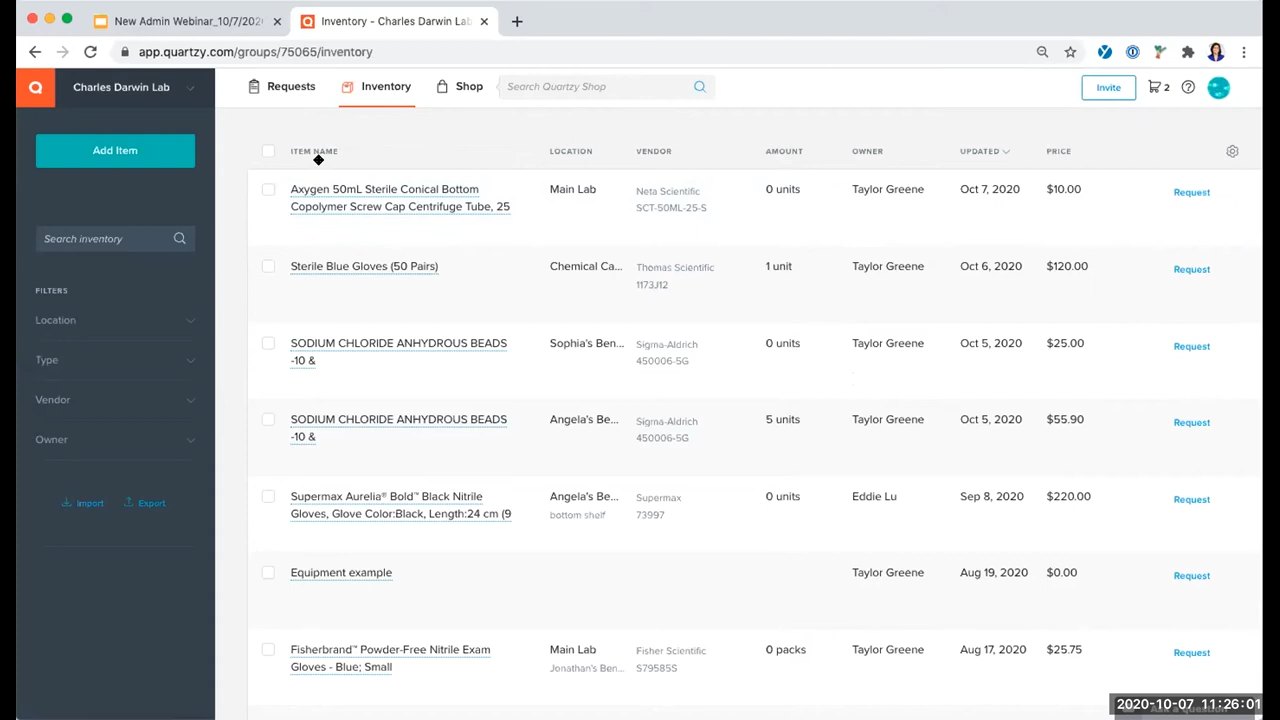 New Admin Webinar_10/7/202
Inventory - Charles Darwin Lab
app.quartzy.com/groups/75065/inventory
Charles Darwin Lab
Requests
Inventory
Shop
Search Quartzy Shop
Invite
2
Add Item
Search inventory
FILTERS
Location
Type
Vendor
Owner
Import
Export
ITEM NAME LOCATION VENDOR AMOUNT OWNER UPDATED PRICE
Axygen 50mL Sterile Conical Bottom Main Lab Neta Scientific 0 units Taylor Greene Oct 7, 2020 $10.00 Request
Copolymer Screw Cap Centrifuge Tube, 25 SCT-50ML-25-S
Sterile Blue Gloves (50 Pairs) Chemical Ca... Thomas Scientific 1 unit Taylor Greene Oct 6, 2020 $120.00 Request
1173J12
SODIUM CHLORIDE ANHYDROUS BEADS Sophia's Ben... Sigma-Aldrich 0 units Taylor Greene Oct 5, 2020 $25.00 Request
-10 & 450006-5G
SODIUM CHLORIDE ANHYDROUS BEADS Angela's Be... Sigma-Aldrich 5 units Taylor Greene Oct 5, 2020 $55.90 Request
-10 & 450006-5G
Supermax Aurelia® Bold™ Black Nitrile Angela's Be... Supermax 0 units Eddie Lu Sep 8, 2020 $220.00 Request
Gloves, Glove Color:Black, Length:24 cm (9 bottom shelf 73997
Equipment example Taylor Greene Aug 19, 2020 $0.00 Request
Fisherbrand™ Powder-Free Nitrile Exam Main Lab Fisher Scientific 0 packs Taylor Greene Aug 17, 2020 $25.75 Request
Gloves - Blue; Small Jonathan's Ben... S79585S
2020-10-07 11:26:01